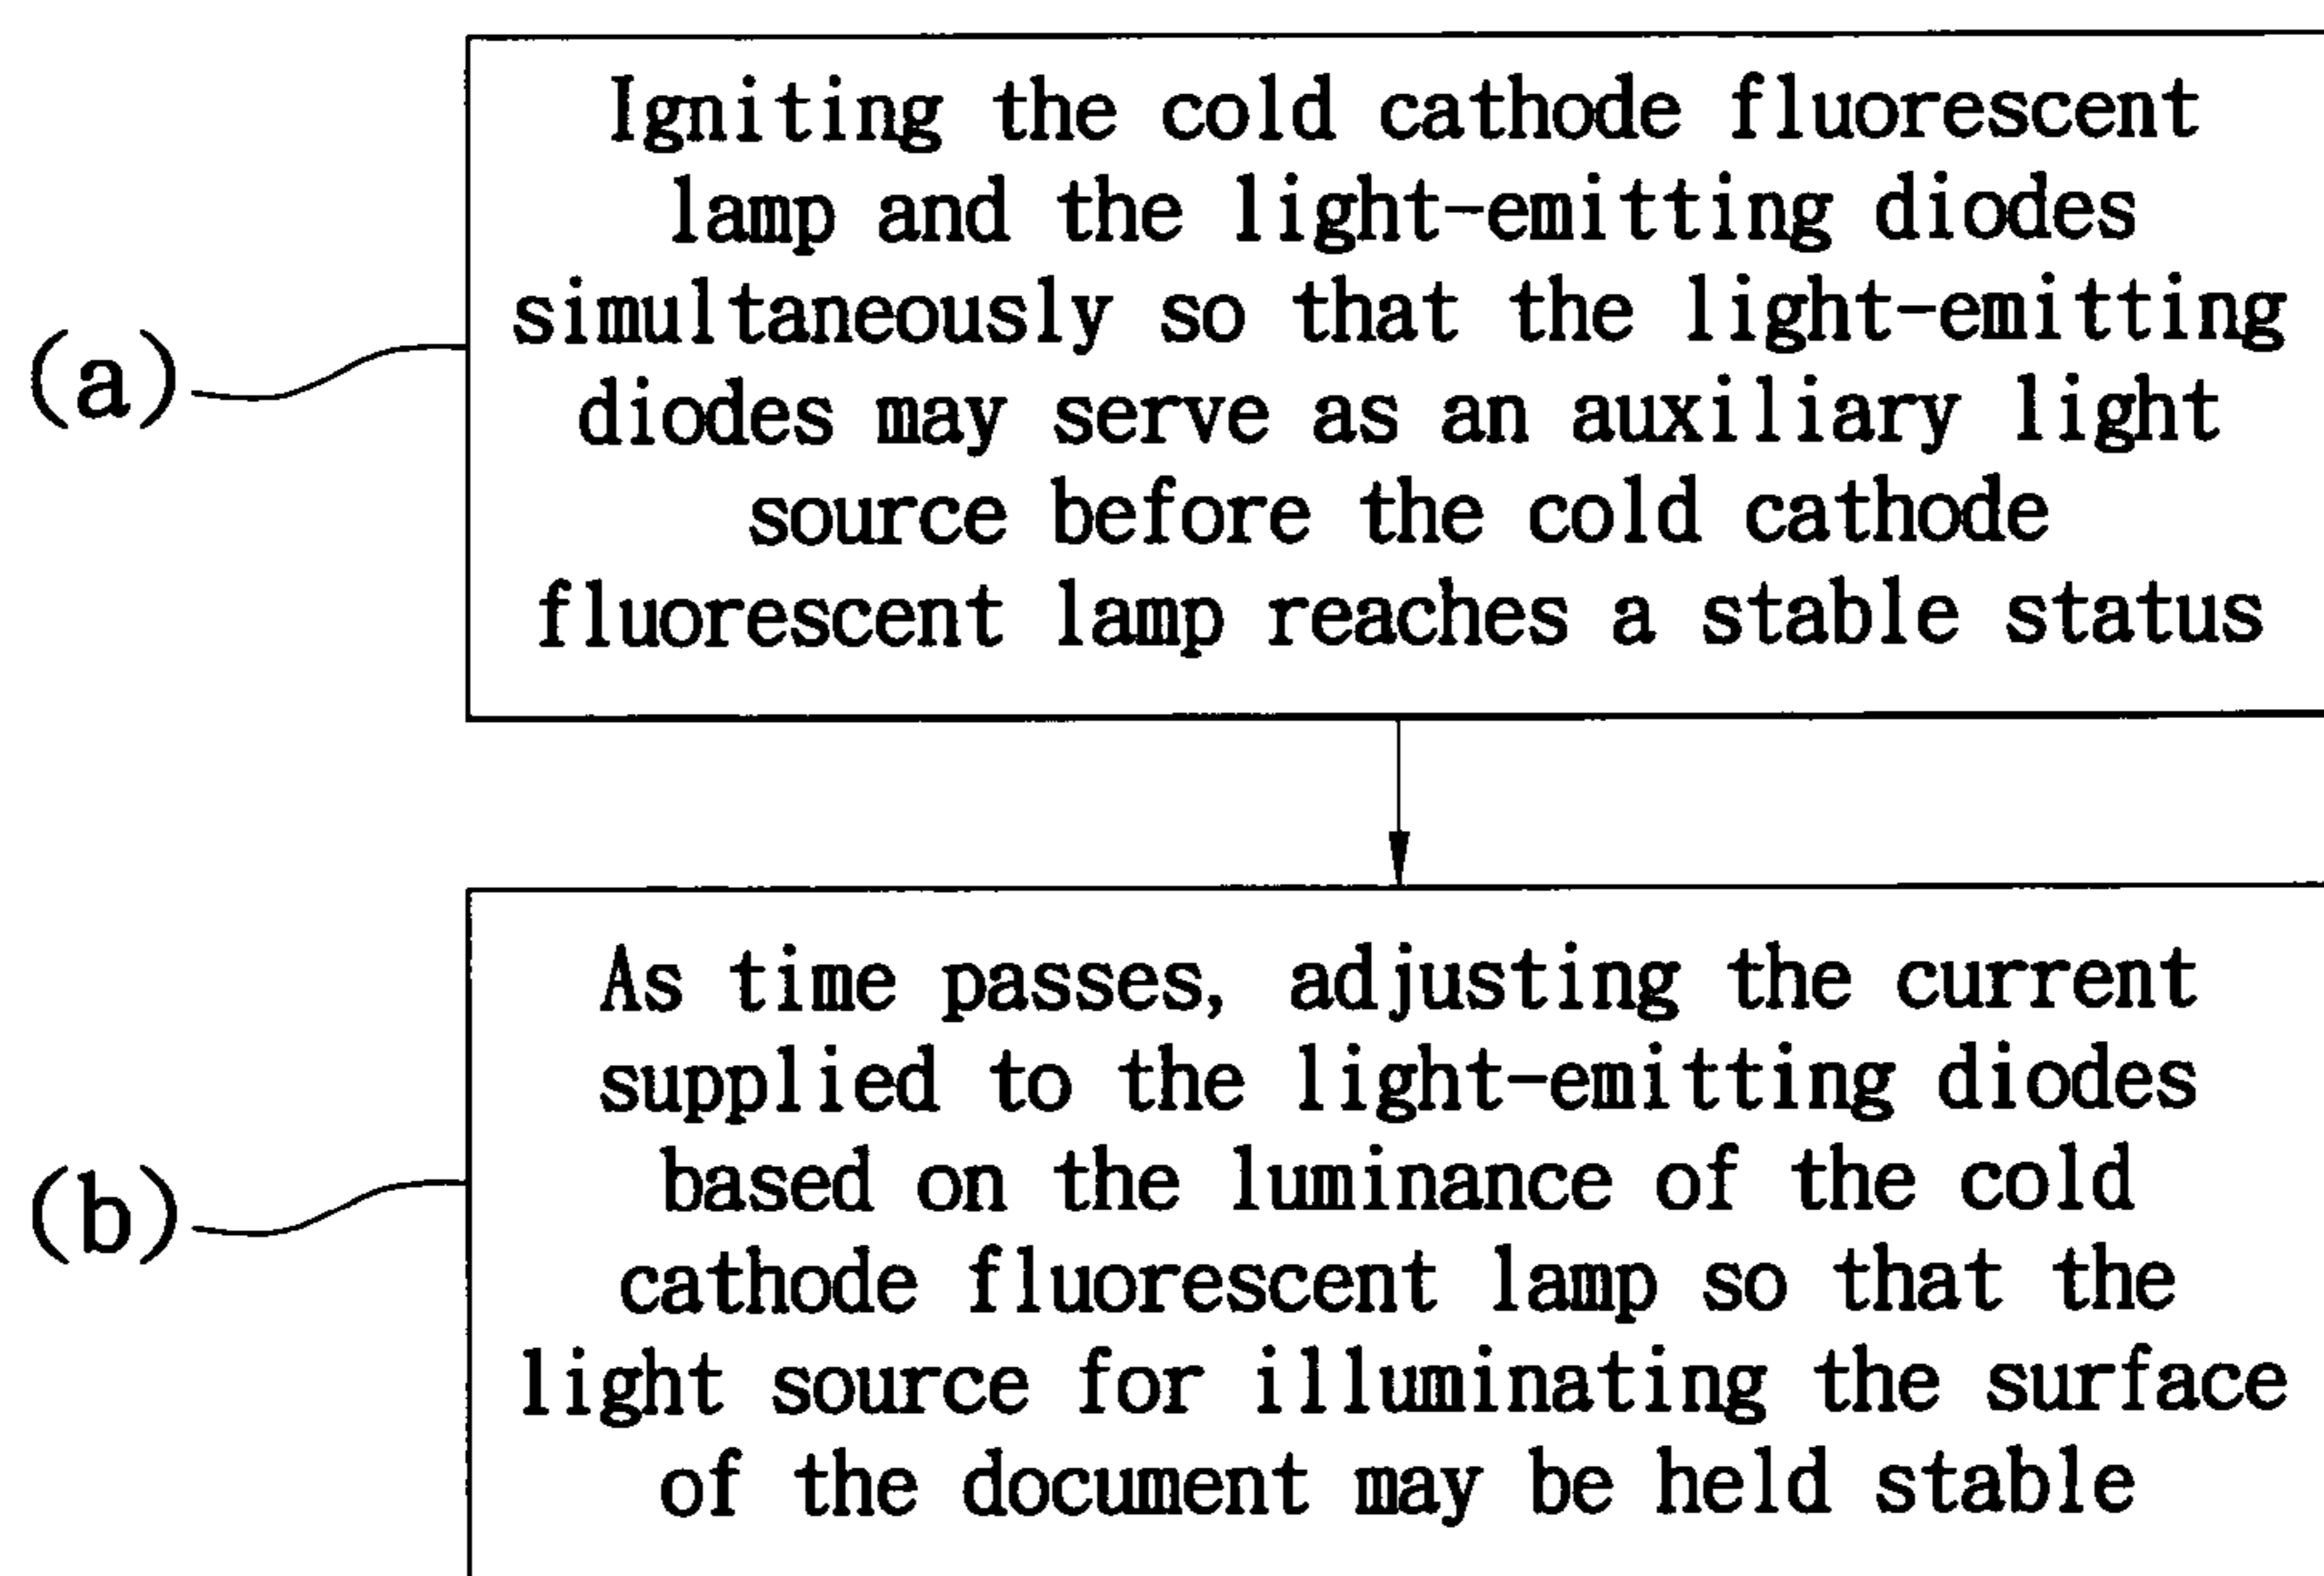 (a)
Igniting the cold cathode fluorescent
lamp and the light-emitting diodes
simultaneously so that the light-emitting
diodes may serve as an auxiliary light
source before the cold cathode
fluorescent lamp reaches a stable status
(b)
As time passes, adjusting the current
supplied to the light-emitting diodes
based on the luminance of the cold
cathode fluorescent lamp so that the
light source for illuminating the surface
of the document may be held stable